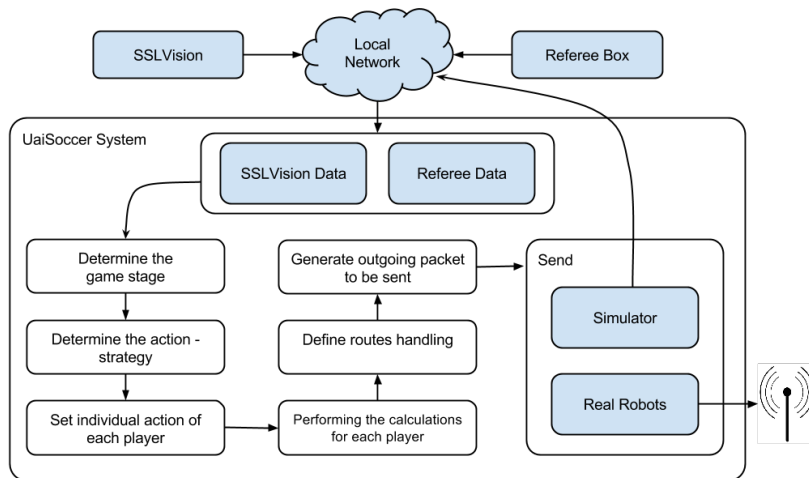 SSLVision
Local
Network
Referee Box
UaiSoccer System
SSLVision Data
Referee Data
Determine the
game stage
Determine the action -
strategy
Set individual action of
each player
Generate outgoing packet
to be sent
Define routes handling
Performing the calculations
for each player
Send
Simulator
Real Robots